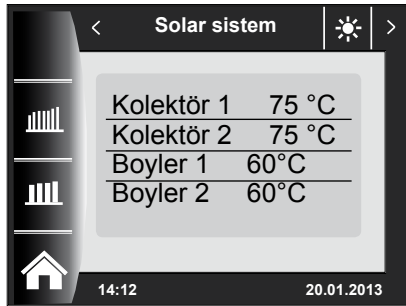 < Solar sistem >
Kolektör 1 75 °C
Kolektör 2 75 °C
Boyler 1 60°C
Boyler 2 60°C
14:12 20.01.2013